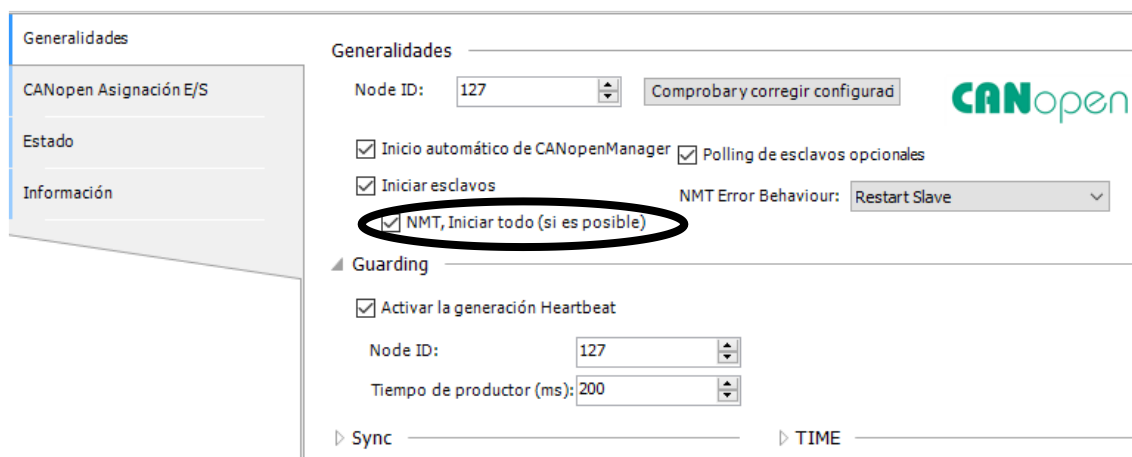 Generalidades
CANopen Asignación E/S
Estado
Información
Generalidades
Node ID: 127 Comprobar y corregir configuraci
CANopen
Inicio automático de CANopenManager Polling de esclavos opcionales
Iniciar esclavos NMT Error Behaviour: Restart Slave
NMT, Iniciar todo (si es posible)
Guarding
Activar la generación Heartbeat
Node ID: 127
Tiempo de productor (ms): 200
Sync TIME